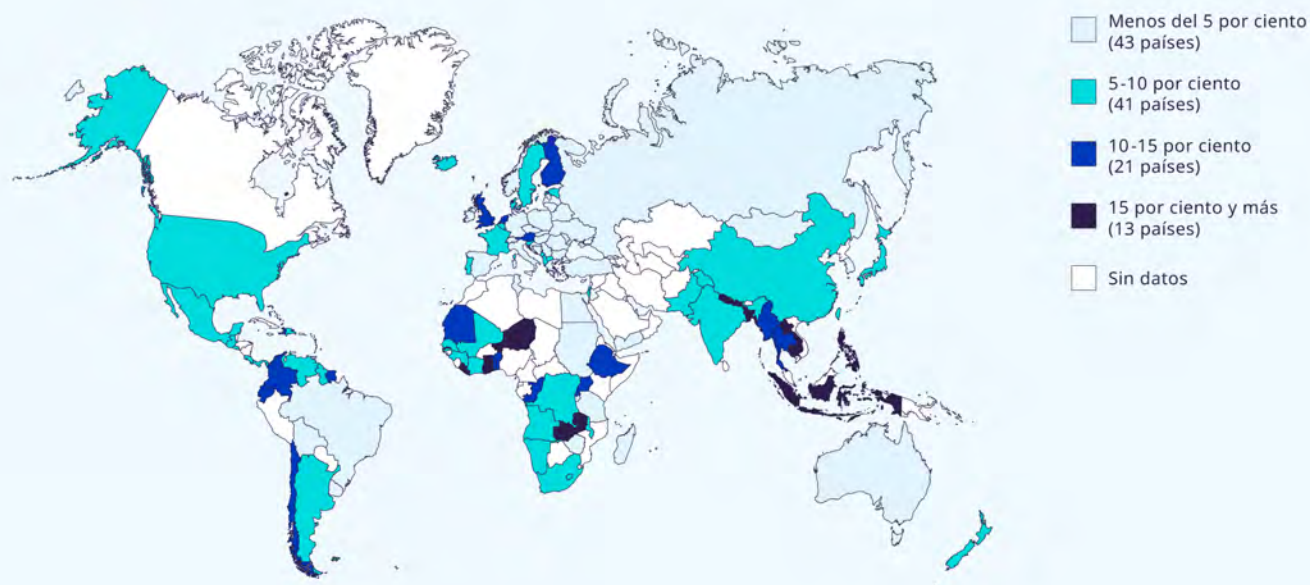 Menos del 5 por ciento
(43 países)
5-10 por ciento
(41 países)
10-15 por ciento
(21 países)
15 por ciento y más
(13 países)
Sin datos